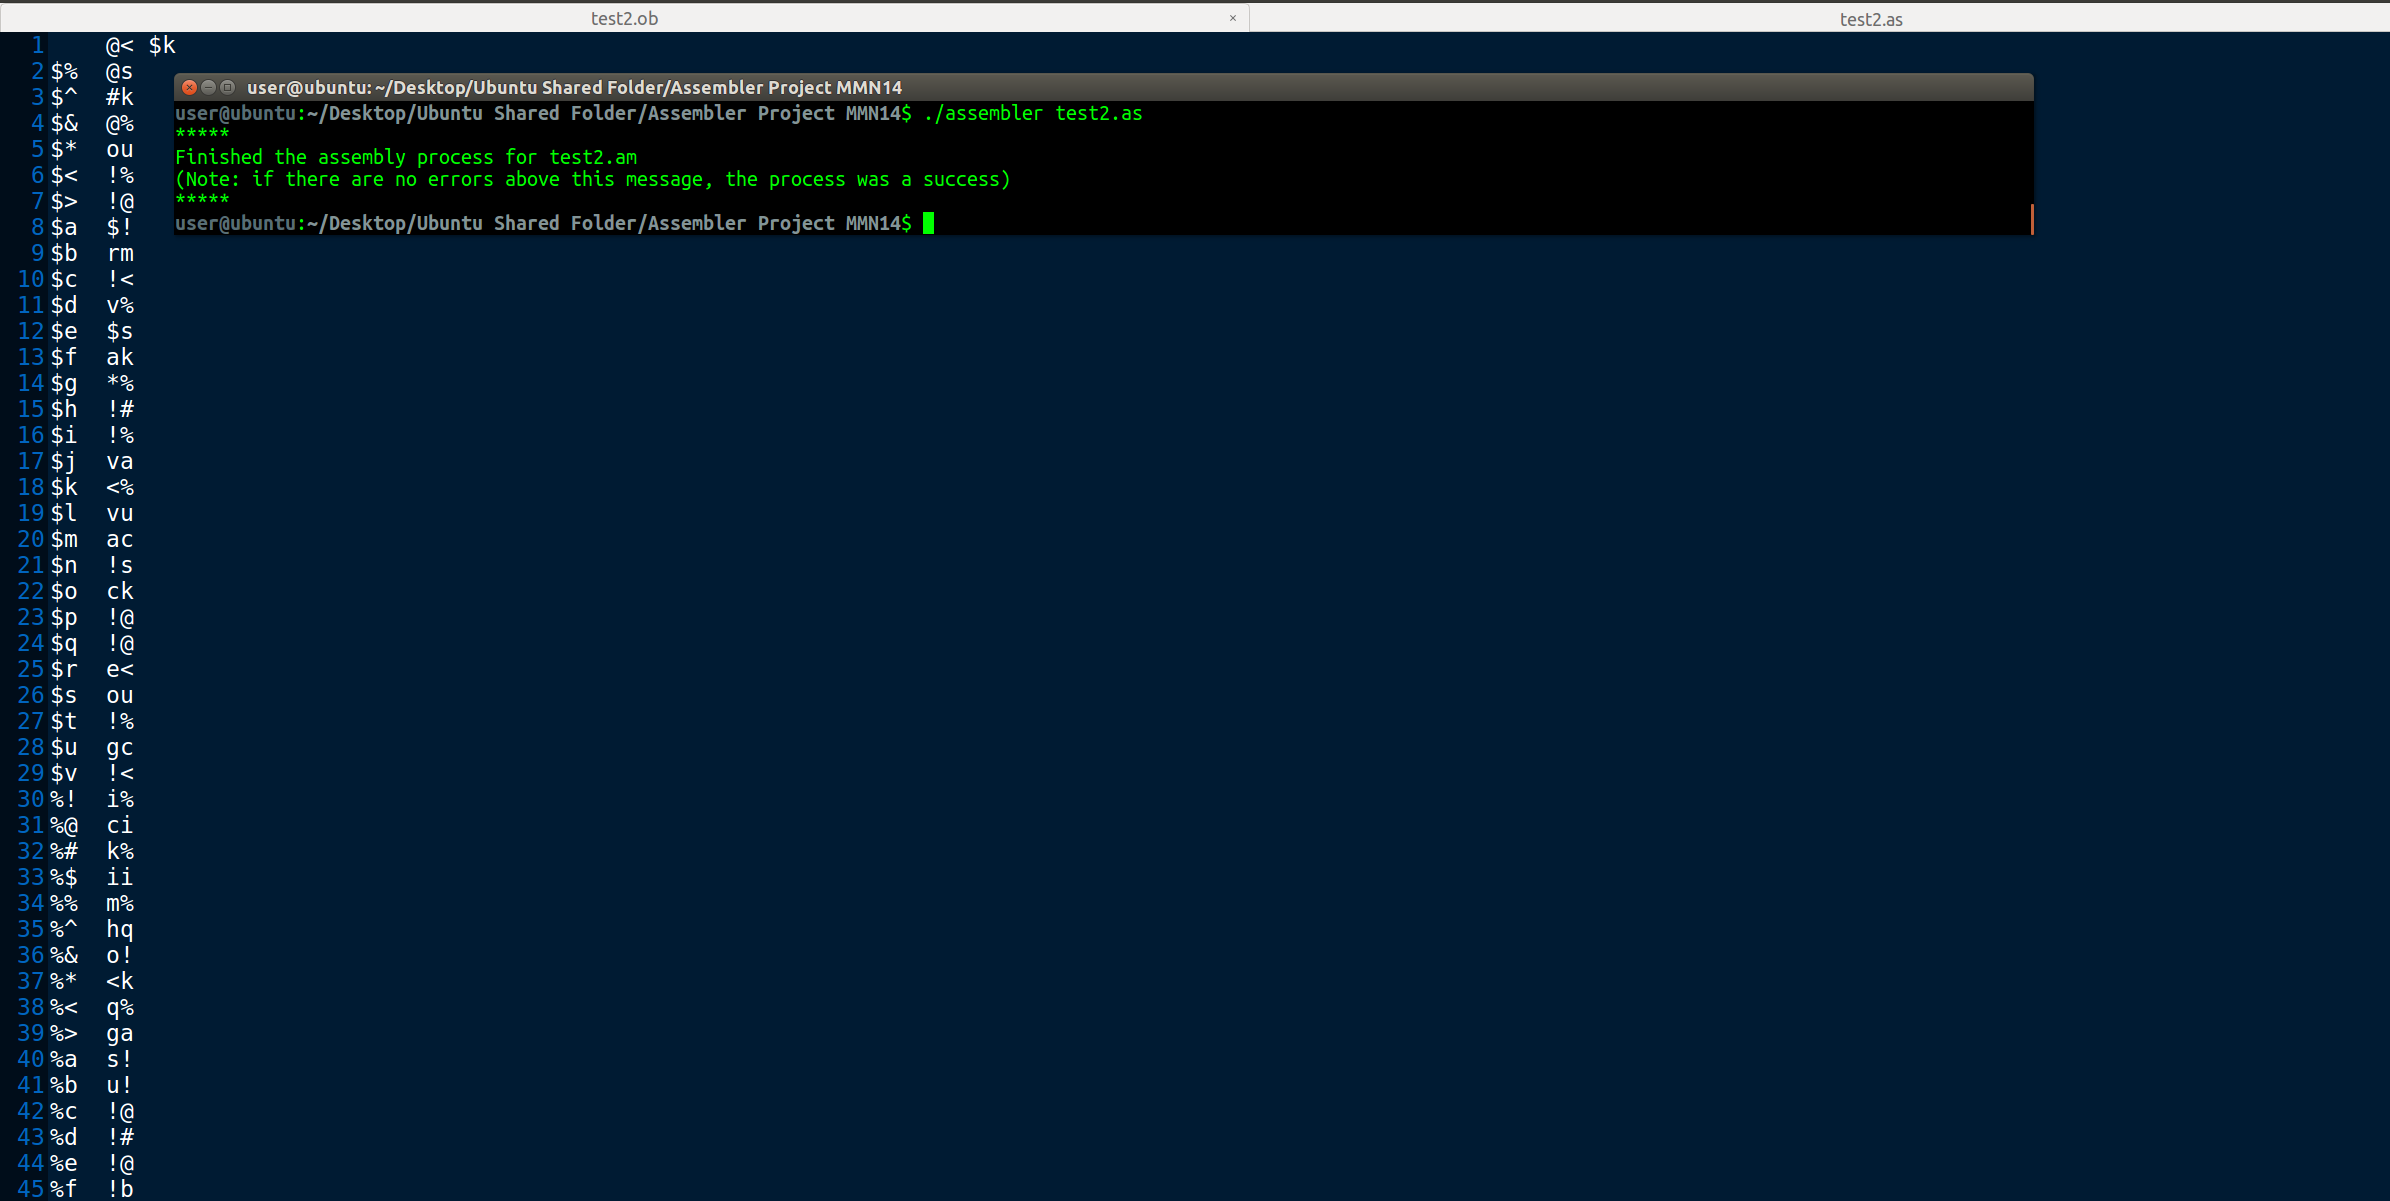 test2.ob × test2.as
1 @< $k
2 $% @s
user@ubuntu: ~/Desktop/Ubuntu Shared Folder/Assembler Project MMN14
3 $^ #k
user@ubuntu:~/Desktop/Ubuntu Shared Folder/Assembler Project MMN14$ ./assembler test2.as
4 $& @%
*****
5 $* ou
Finished the assembly process for test2.am
6 $< !%
(Note: if there are no errors above this message, the process was a success)
7 $> !@
*****
8 $a $!
user@ubuntu:~/Desktop/Ubuntu Shared Folder/Assembler Project MMN14$
9 $b rm
10 $c !<
11 $d v%
12 $e $s
13 $f ak
14 $g *%
15 $h !#
16 $i !%
17 $j va
18 $k <%
19 $l vu
20 $m ac
21 $n !s
22 $o ck
23 $p !@
24 $q !@
25 $r e<
26 $s ou
27 $t !%
28 $u gc
29 $v !<
30 %! i%
31 %@ ci
32 %# k%
33 %$ ii
34 %% m%
35 %^ hq
36 %& o!
37 %* <k
38 %< q%
39 %> ga
40 %a s!
41 %b u!
42 %c !@
43 %d !#
44 %e !@
45 %f !b